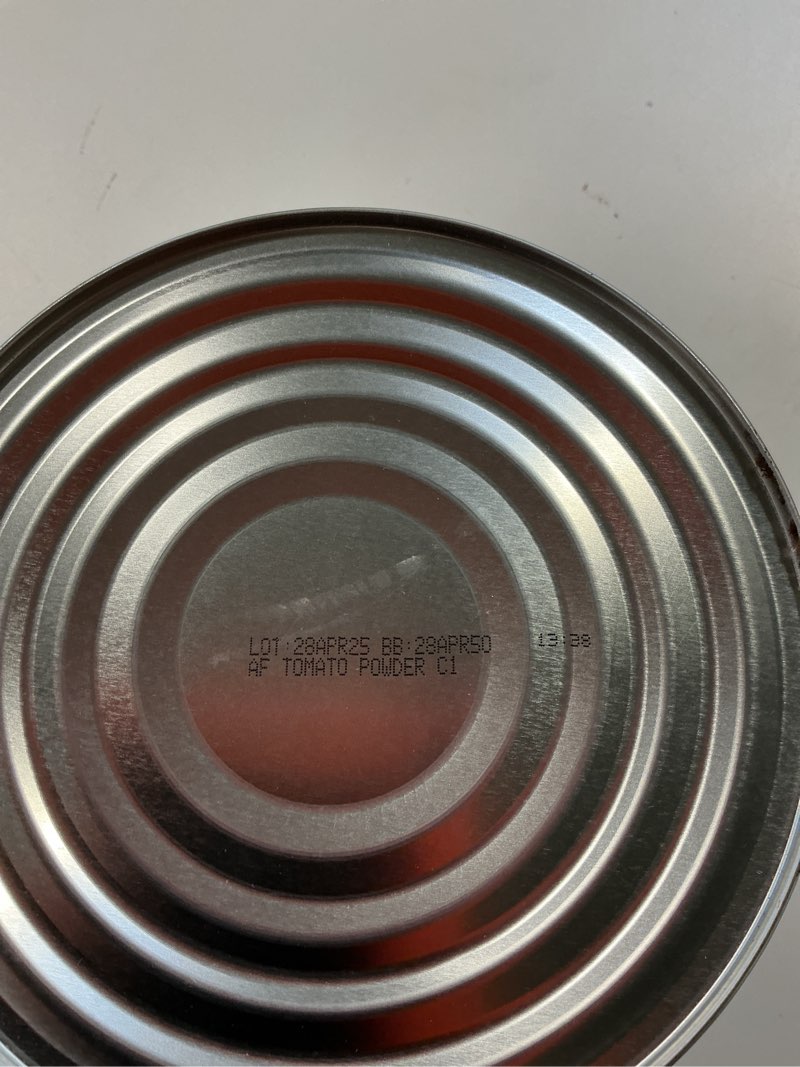 LOT:28APR25 BB:28APR50 13:38
AF TOMATO POWDER C1